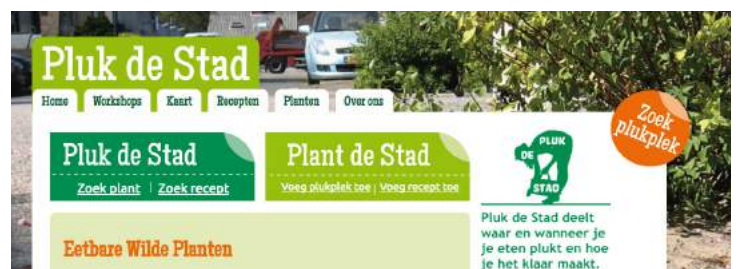 Pluk de Stad
Home Workshops Kaart Recepten Planten Over ons
Zoek
plukplek
Pluk de Stad
Zoek plant | Zoek recept
Plant de Stad
Voeg plukplek toe | Voeg recept toe
PLUK
DE
STAD
Pluk de Stad deelt
waar en wanneer je
je eten plukt en hoe
je het klaar maakt.
Eetbare Wilde Planten